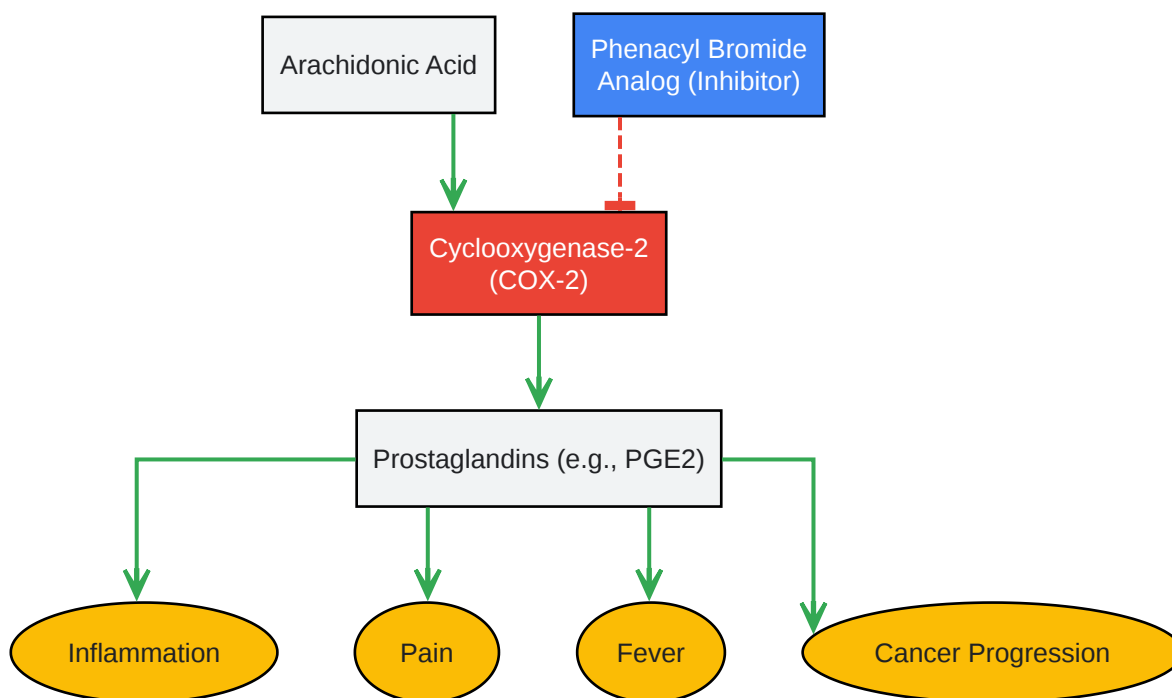 Arachidonic Acid
Phenacyl Bromide
Analog (Inhibitor)
Cyclooxygenase-2
(COX-2)
Prostaglandins (e.g., PGE2)
Inflammation
Pain
Fever
Cancer Progression